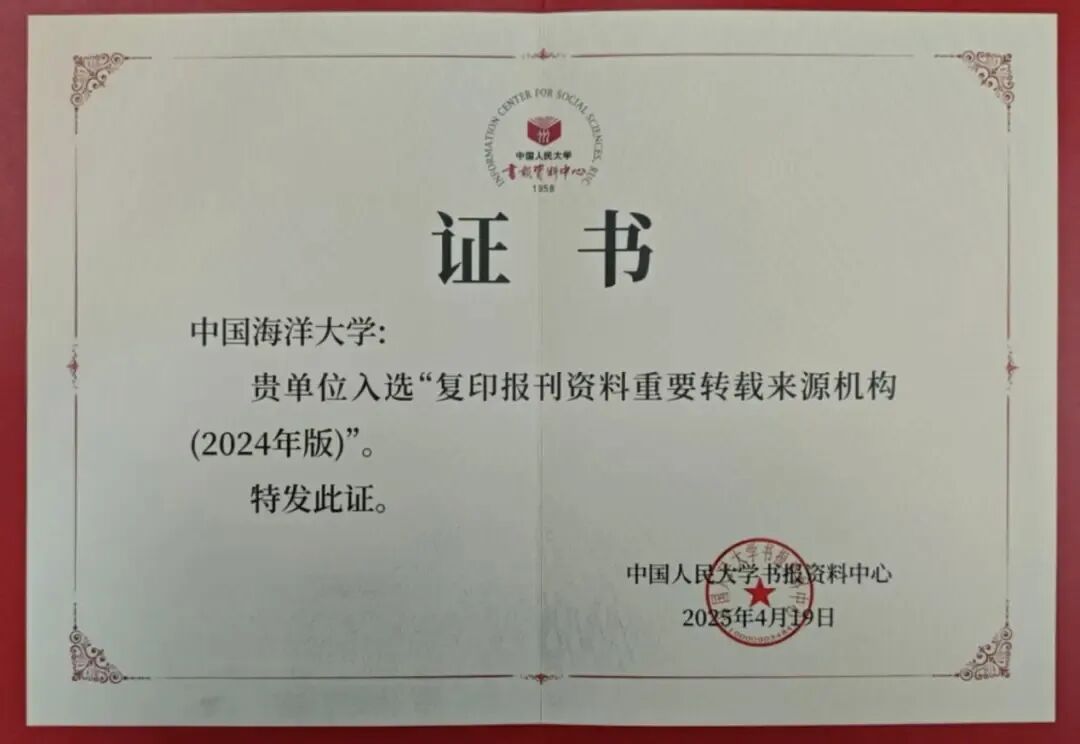 INFORMATION CENTER FOR SOCIAL SCIENCES, RUC
中国人民大学
书报资料中心
1958
证 书
中国海洋大学:
贵单位入选“复印报刊资料重要转载来源机构
(2024年版)”。
特发此证。
中国人民大学书报资料中心
2025年4月19日